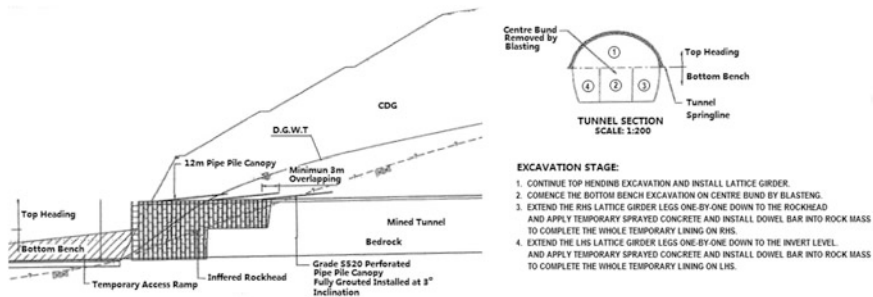 CDG
D.G.W.T
12m Pipe Pile Canopy
Minimun 3m
Overlapping
Top Heading
Bottom Bench
Mined Tunnel
Bedrock
Temporary Access Ramp
Inffered Rockhead
Grade S520 Perforated
Pipe Pile Canopy
Fully Grouted Installed at 3°
Inclination
Centre Bund
Removed by
Blasting
1
Top Heading
Bottom Bench
4
2
3
Tunnel
Springline
TUNNEL SECTION
SCALE: 1:200
EXCAVATION STAGE:
1. CONTINUE TOP HENDINB EXCAVATION AND INSTALL LATTICE GIRDER.
2. COMENCE THE BOTTOM BENCH EXCAVATION ON CENTRE BUND BY BLASTENG.
3. EXTEND THE RHS LATTICE GIRDER LEGS ONE-BY-ONE DOWN TO THE ROCKHEAD
AND APPLY TEMPORARY SPRAYED CONCRETE AND INSTALL DOWEL BAR INTO ROCK MASS
TO COMPLETE THE WHOLE TEMPORARY LINING ON RHS.
4. EXTEND THE LHS LATTICE GIRDER LEGS ONE-BY-ONE DOWN TO THE INVERT LEVEL.
AND APPLY TEMPORARY SPRAYED CONCRETE AND INSTALL DOWEL BAR INTO ROCK MASS
TO COMPLETE THE WHOLE TEMPORARY LINING ON LHS.